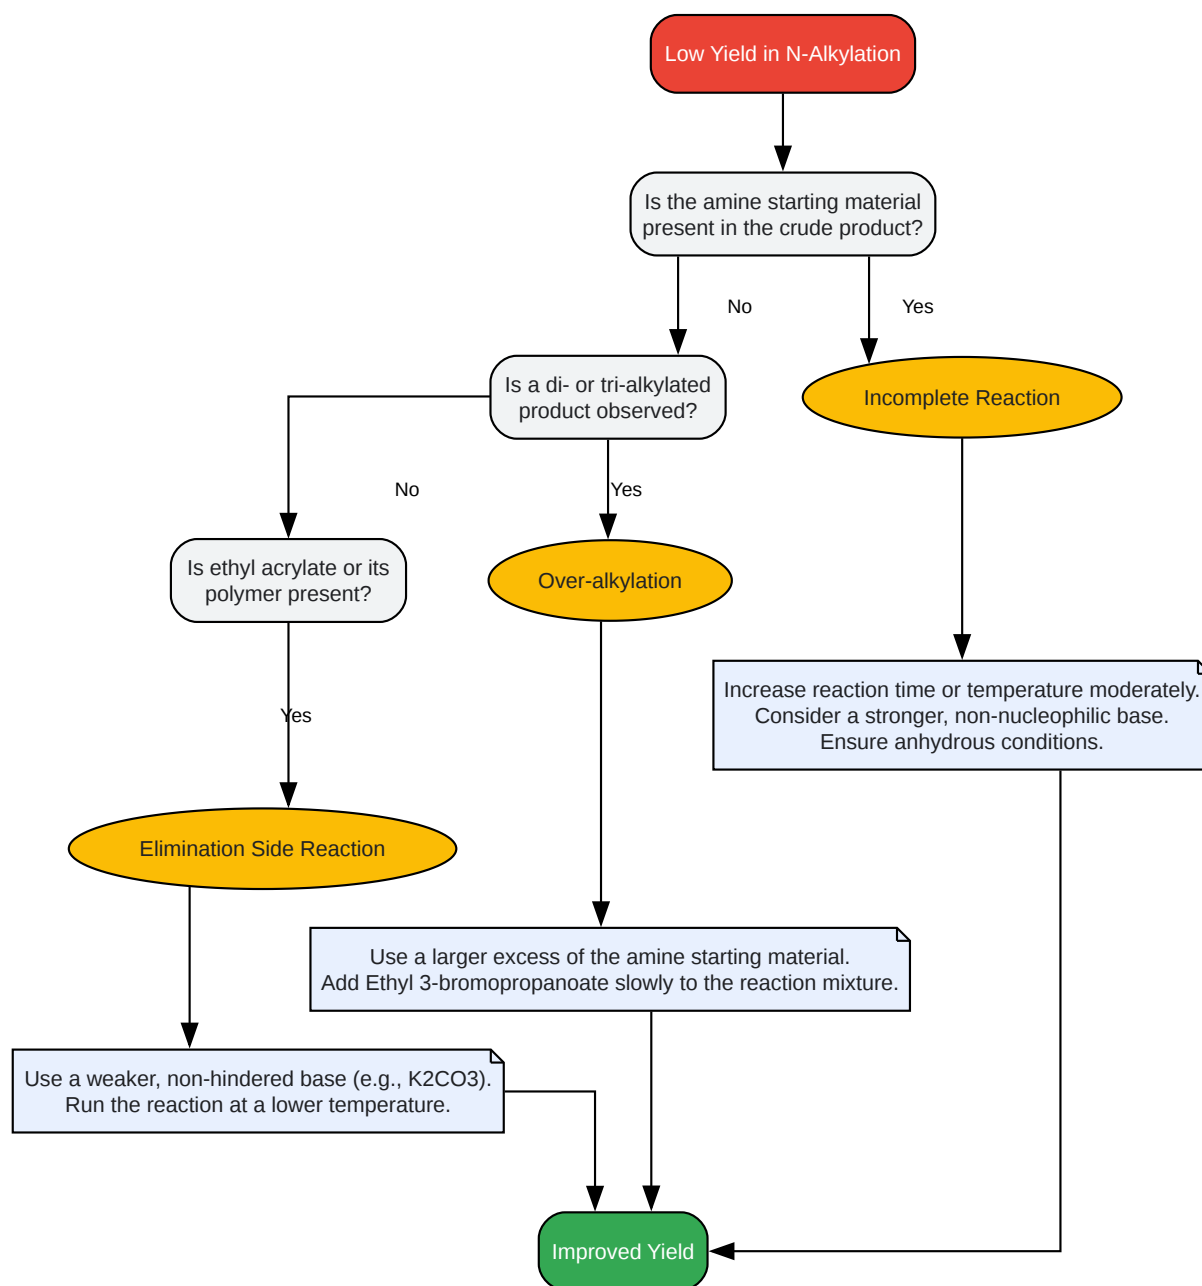 Low Yield in N-Alkylation
Is the amine starting material
present in the crude product?
No
Yes
Is a di- or tri-alkylated
product observed?
Incomplete Reaction
No
Yes
Is ethyl acrylate or its
polymer present?
Over-alkylation
Increase reaction time or temperature moderately.
Consider a stronger, non-nucleophilic base.
Ensure anhydrous conditions.
Yes
Elimination Side Reaction
Use a larger excess of the amine starting material.
Add Ethyl 3-bromopropanoate slowly to the reaction mixture.
Use a weaker, non-hindered base (e.g., K2CO3).
Run the reaction at a lower temperature.
Improved Yield